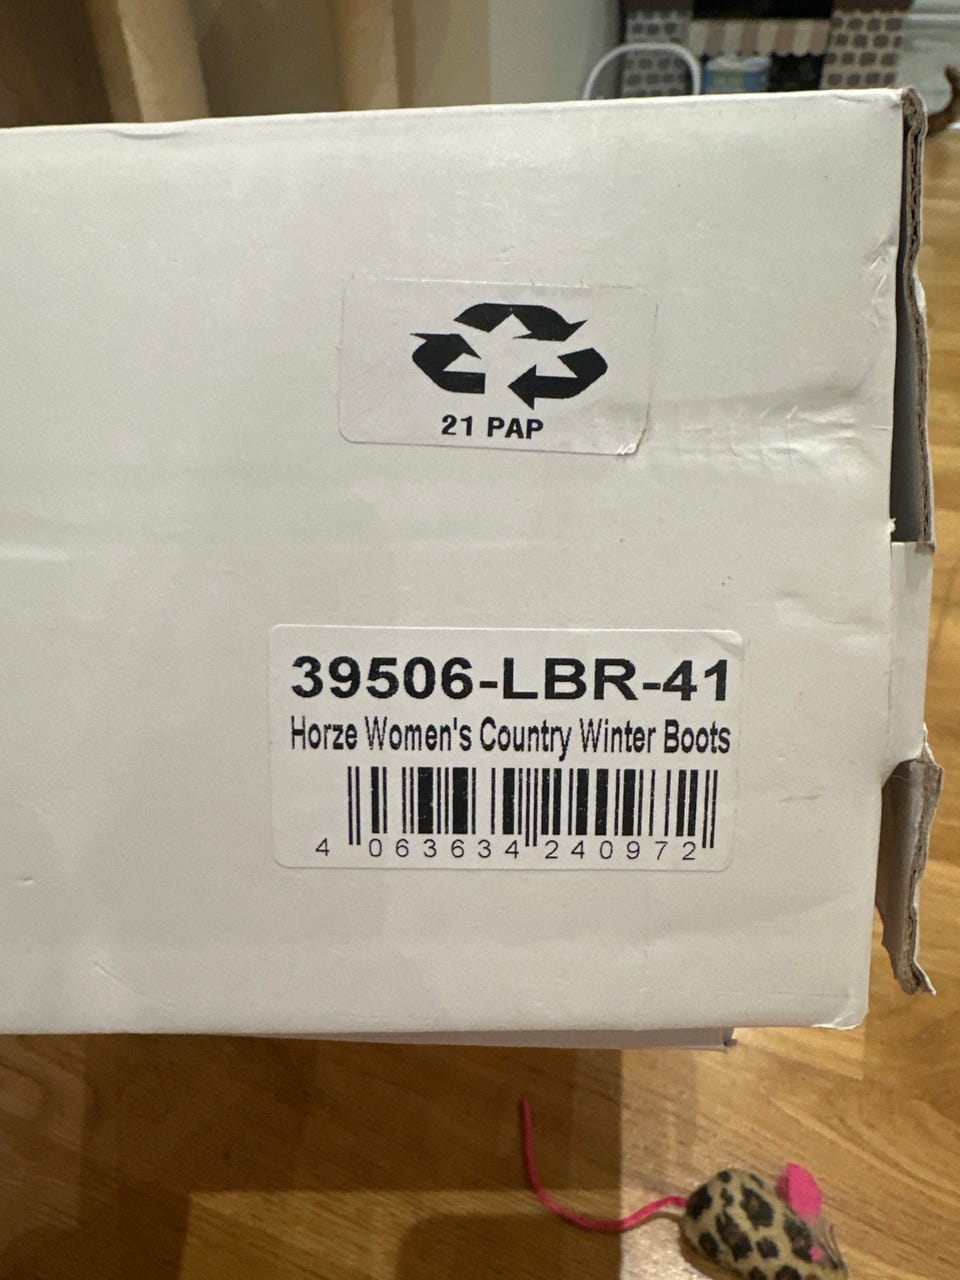 21 PAP
39506-LBR-41
Horze Women's Country Winter Boots
4 063634 240972